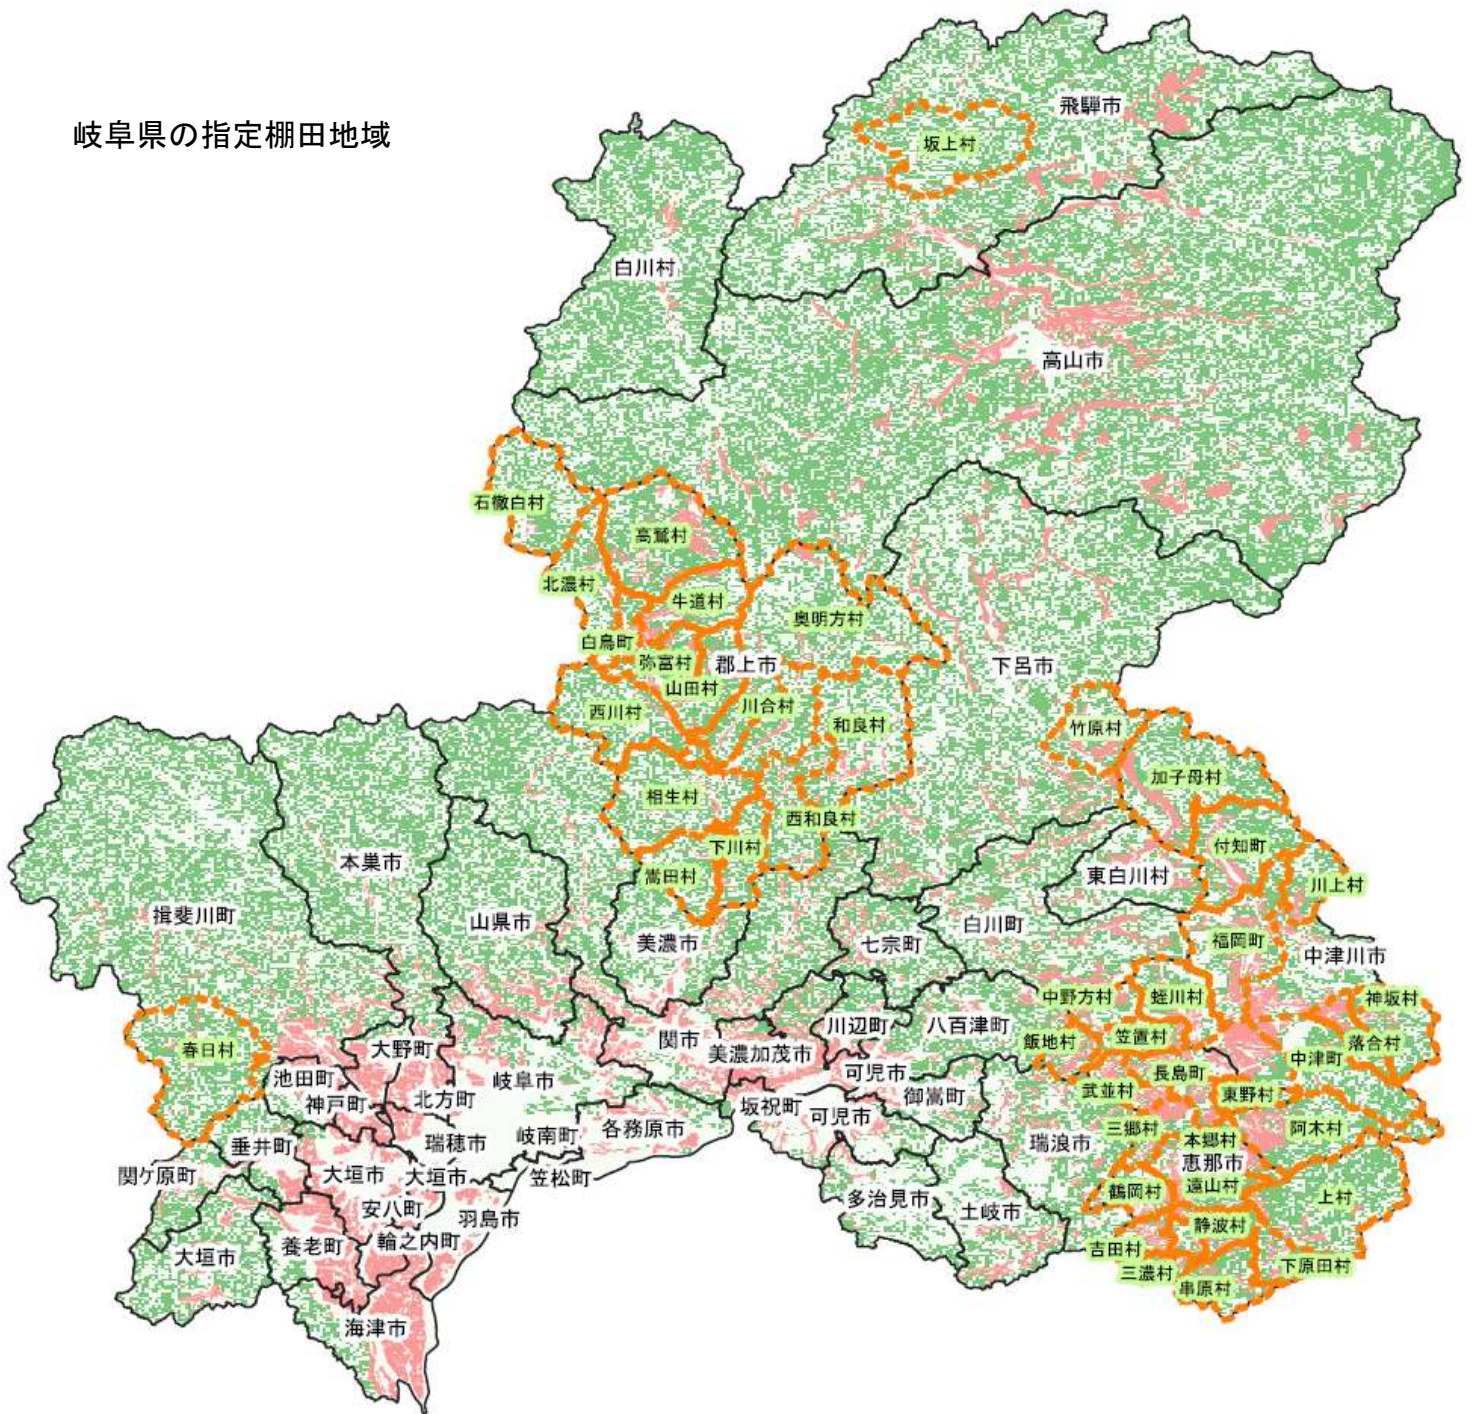 岐阜県の指定棚田地域
飛騨市
坂上村
白川村
高山市
石徹白村
高鷲村
北濃村
牛道村
奥明方村
白鳥町
弥富村
郡上市
下呂市
山田村
西川村
川合村
和良村
竹原村
加子母村
相生村
西和良村
下川村
付知町
嵩田村
東白川村
川上村
本巣市
揖斐川町
山県市
美濃市
七宗町
白川町
福岡町
中津川市
中野方村
蛭川村
神坂村
川辺町
八百津町
関市
美濃加茂市
飯地村
笠置村
落合村
春日村
大野町
中津町
池田町
岐阜市
可児市
長島町
神戸町
北方町
御嵩町
武並村
東野村
坂祝町
可児市
各務原市
岐南町
三郷村
阿木村
垂井町
瑞穂市
瑞浪市
本郷村
恵那市
関ケ原町
大垣市
大垣市
笠松町
遠山村
鶴岡村
上村
多治見市
土岐市
安八町
羽島市
静波村
養老町
輪之内町
吉田村
大垣市
三濃村
下原田村
串原村
海津市